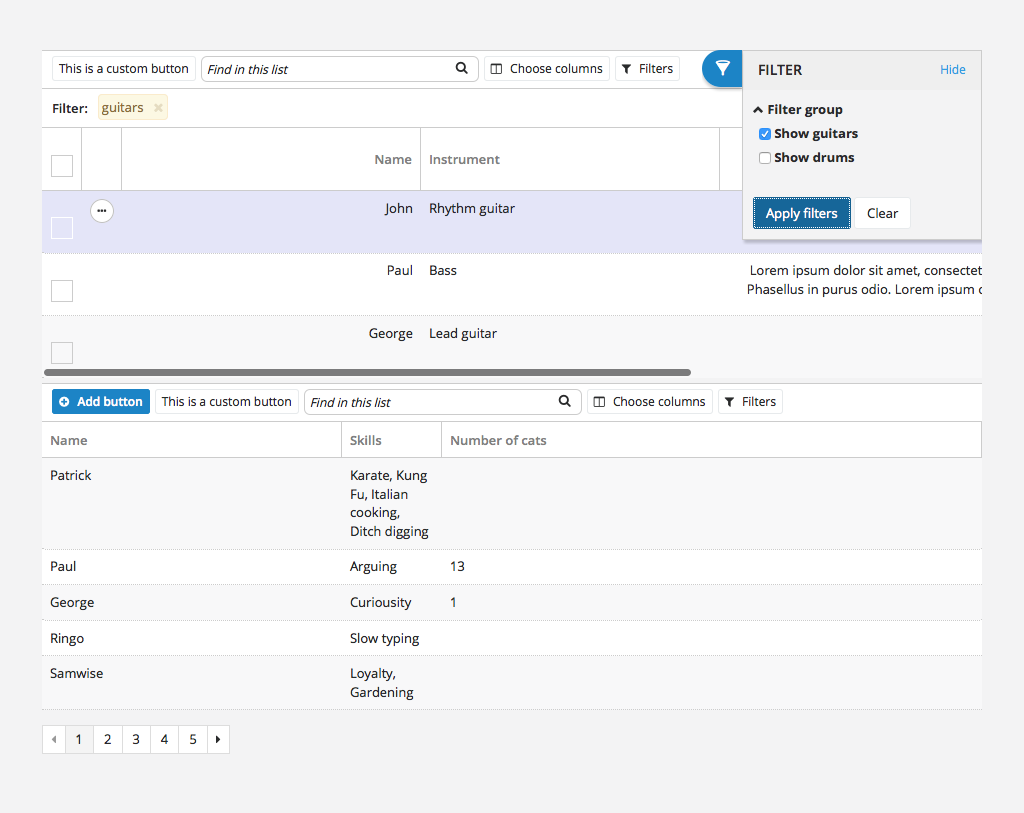 This is a custom button Find in this list Choose columns Filters FILTER Hide
Filter: guitars
Filter group
Show guitars
Show drums
Apply filters Clear
Name Instrument
John Rhythm guitar
Paul Bass Lorem ipsum dolor sit amet, consectet
Phasellus in purus odio. Lorem ipsum
George Lead guitar
Add button This is a custom button Find in this list Choose columns Filters
Name Skills Number of cats
Patrick Karate, Kung
Fu, Italian
cooking,
Ditch digging
Paul Arguing 13
George Curiousity 1
Ringo Slow typing
Samwise Loyalty,
Gardening
1 2 3 4 5